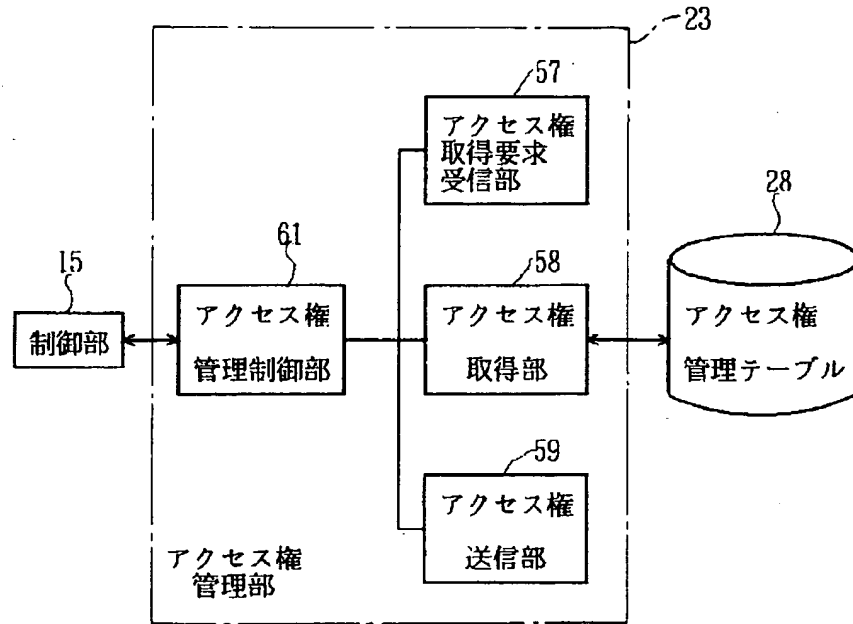 23
57
アクセス権
取得要求
受信部
28
61
15
アクセス権
管理制御部
制御部
58
アクセス権
取得部
アクセス権
管理テーブル
59
アクセス権
送信部
アクセス権
管理部